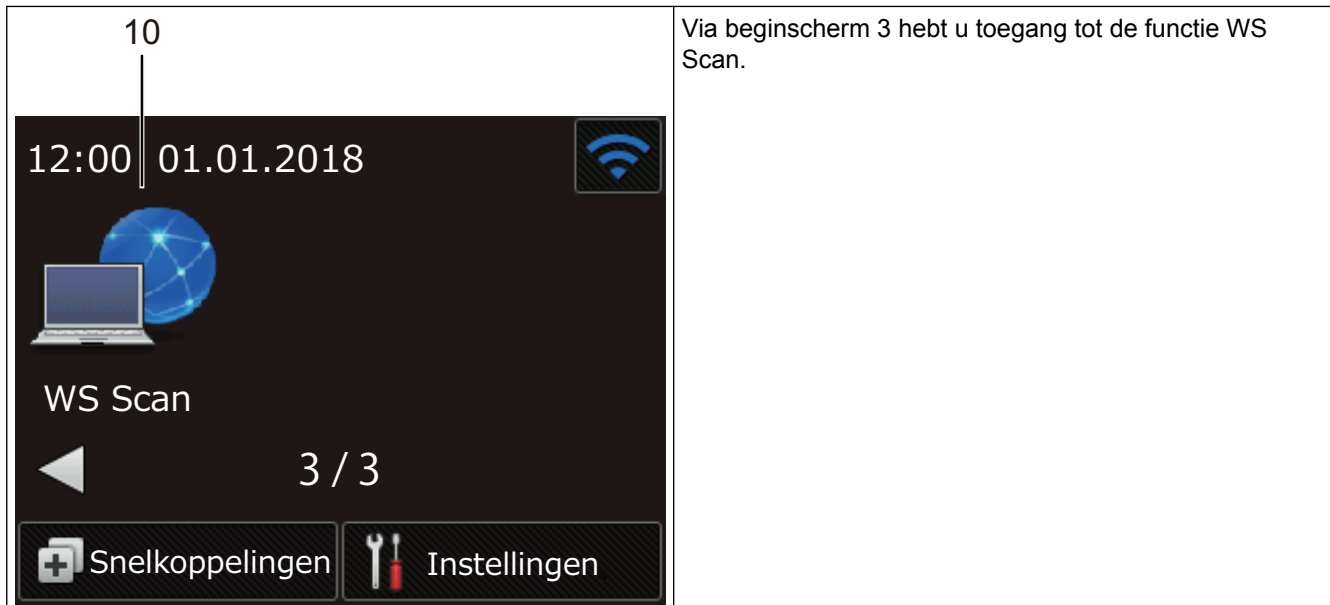 10
Via beginscherm 3 hebt u toegang tot de functie WS
Scan.
12:00 01.01.2018
WS Scan
3 / 3
Snelkoppelingen
Instellingen